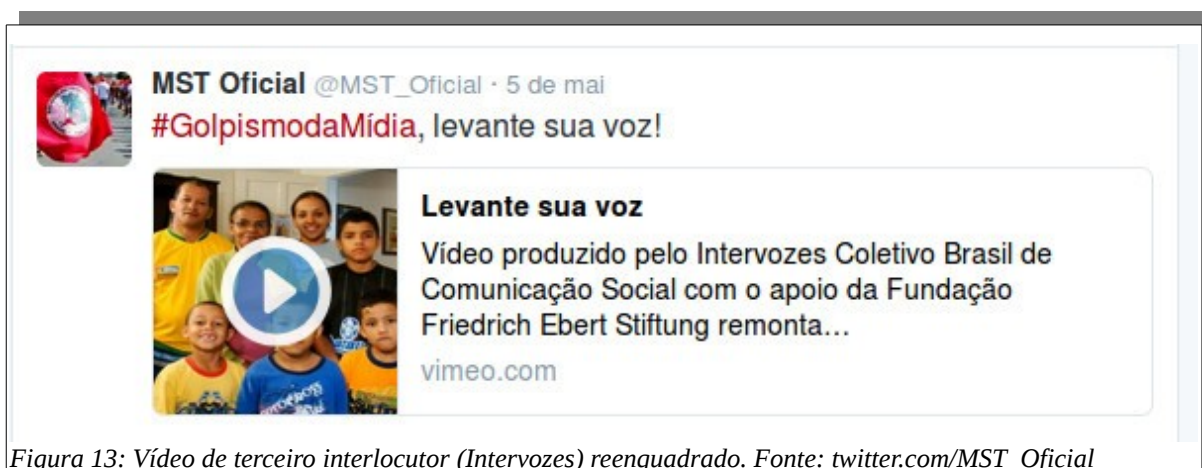 MST Oficial @MST_Oficial · 5 de mai
#GolpismodaMídia, levante sua voz!
Levante sua voz
Vídeo produzido pelo Intervozes Coletivo Brasil de
Comunicação Social com o apoio da Fundação
Friedrich Ebert Stiftung remonta…
vimeo.com
Figura 13: Vídeo de terceiro interlocutor (Intervozes) reenquadrado. Fonte: twitter.com/MST_Oficial